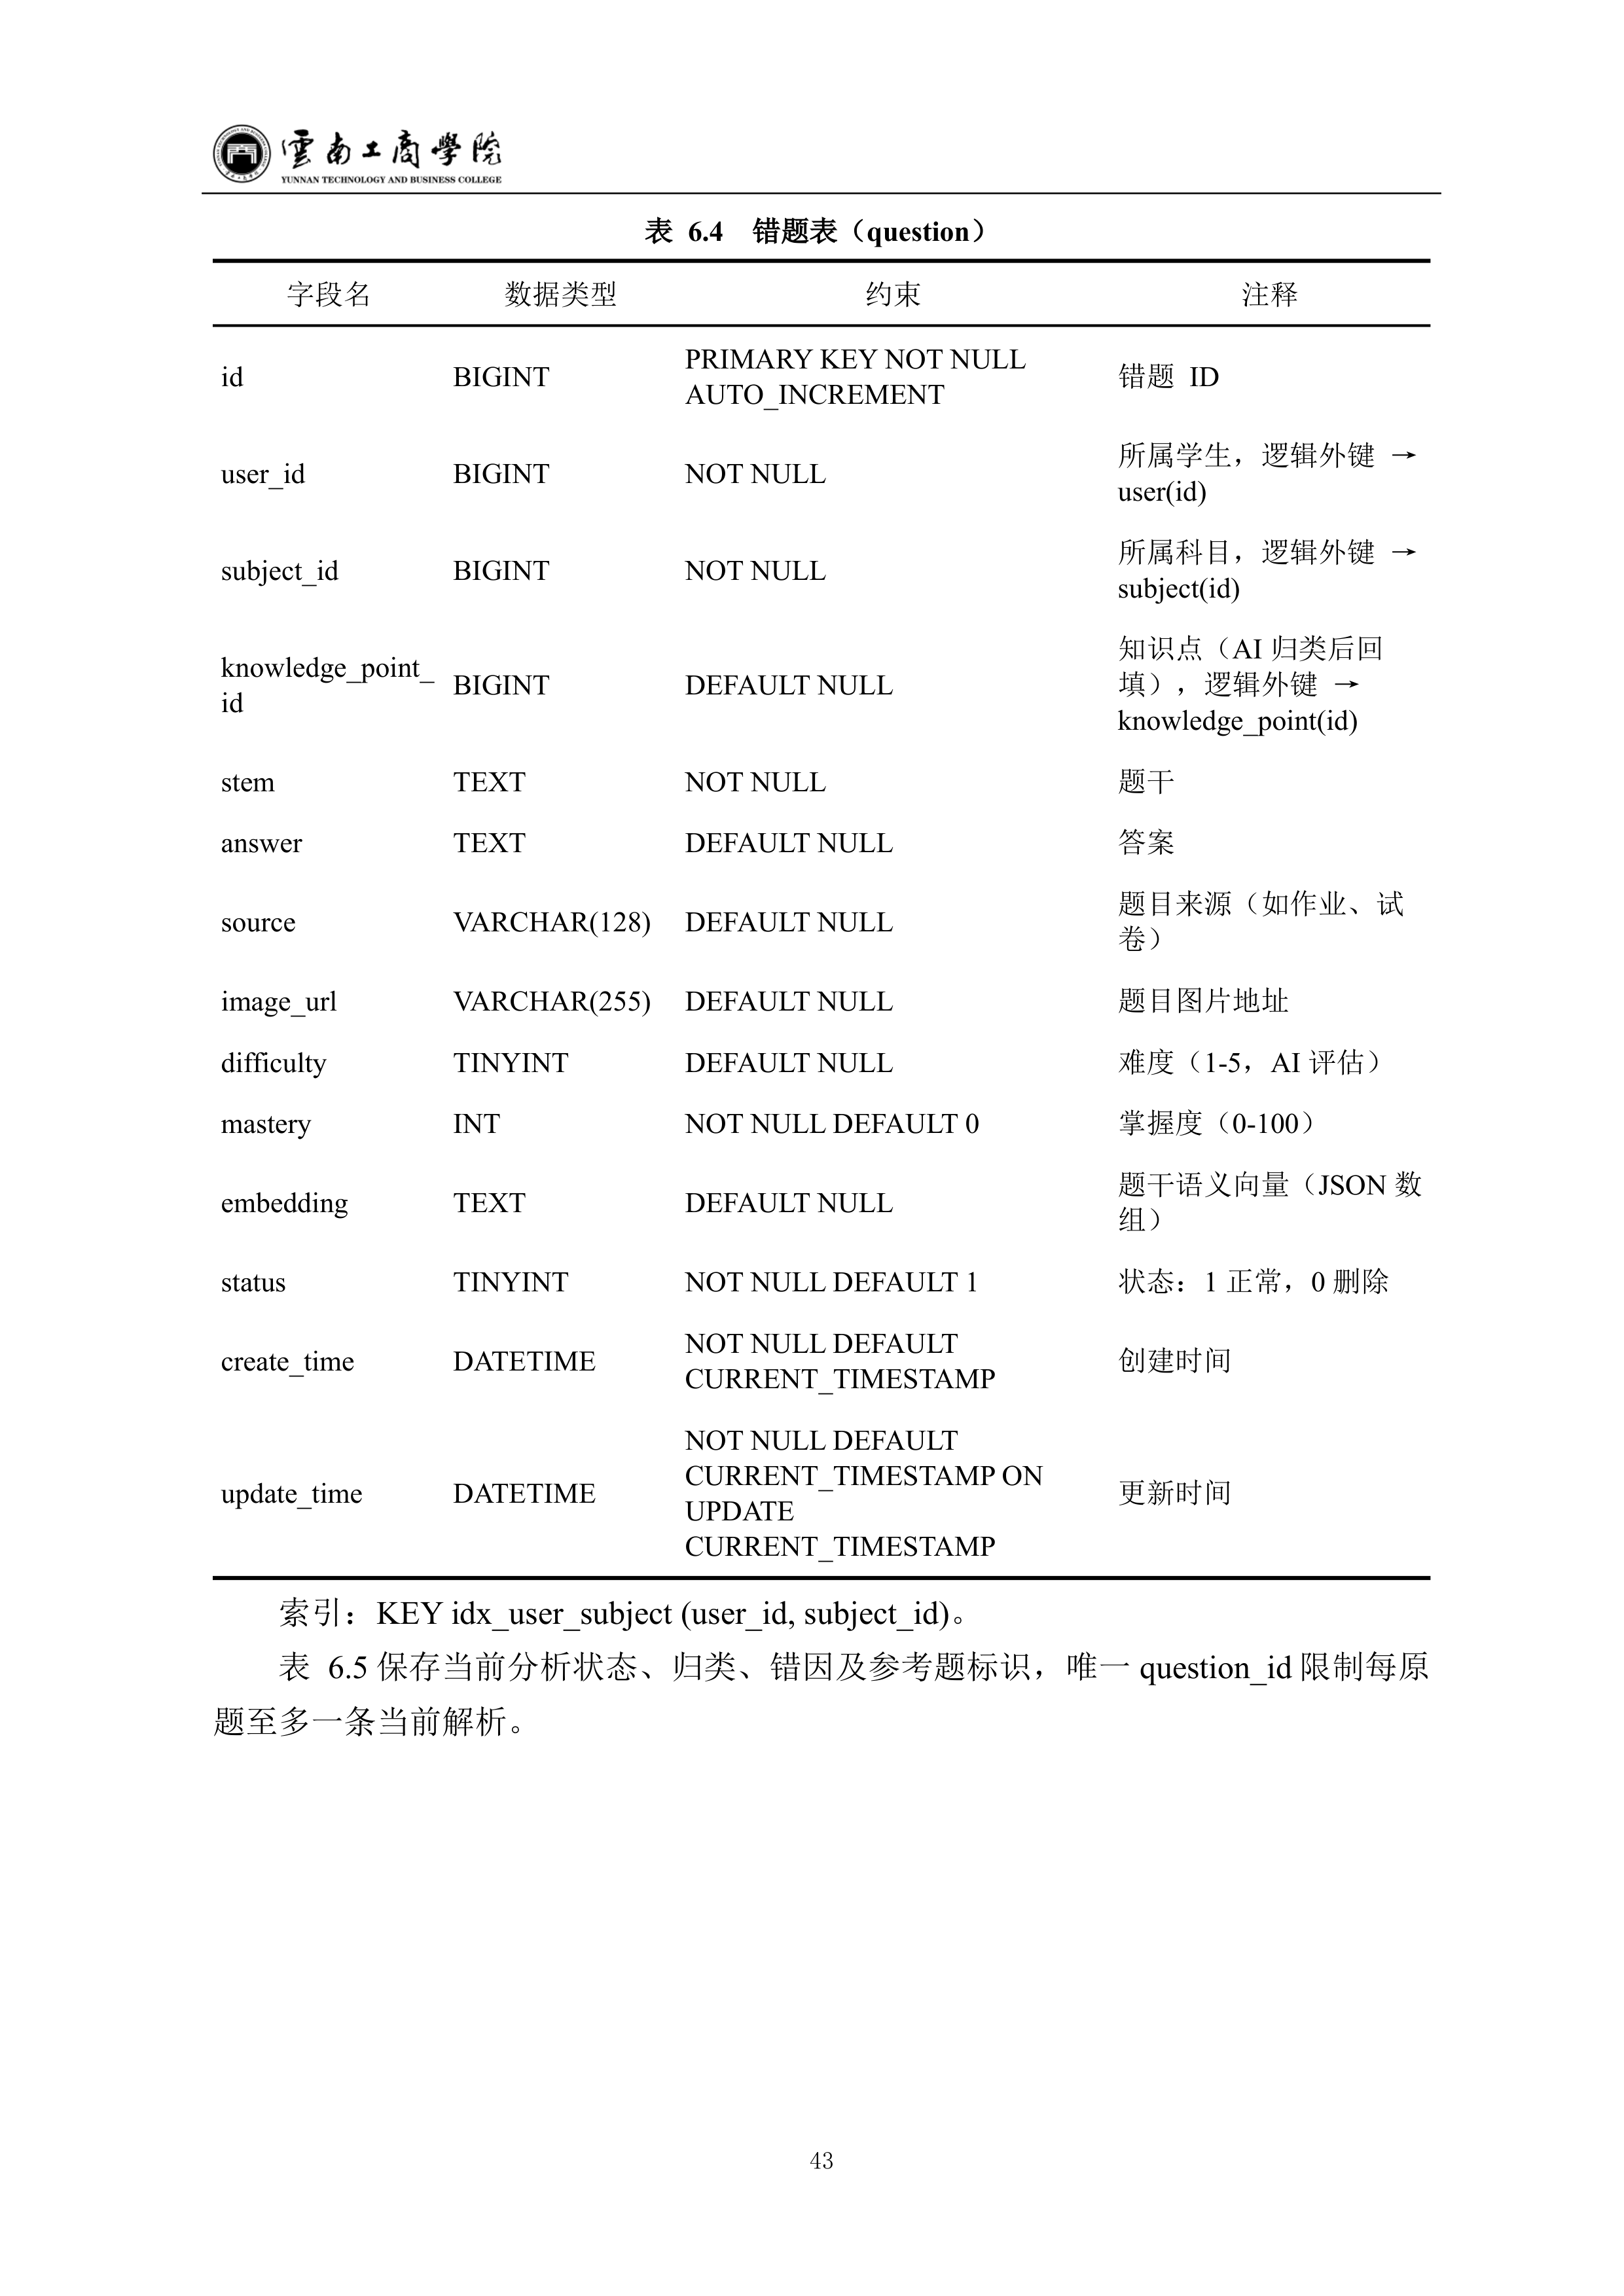 雲南工商學院
YUNNAN TECHNOLOGY AND BUSINESS COLLEGE
表 6.4 错题表（question）
字段名 数据类型 约束 注释
id BIGINT PRIMARY KEY NOT NULL AUTO_INCREMENT 错题 ID
user_id BIGINT NOT NULL 所属学生，逻辑外键 → user(id)
subject_id BIGINT NOT NULL 所属科目，逻辑外键 → subject(id)
knowledge_point_id BIGINT DEFAULT NULL 知识点（AI 归类后回填），逻辑外键 → knowledge_point(id)
stem TEXT NOT NULL 题干
answer TEXT DEFAULT NULL 答案
source VARCHAR(128) DEFAULT NULL 题目来源（如作业、试卷）
image_url VARCHAR(255) DEFAULT NULL 题目图片地址
difficulty TINYINT DEFAULT NULL 难度（1-5，AI 评估）
mastery INT NOT NULL DEFAULT 0 掌握度（0-100）
embedding TEXT DEFAULT NULL 题干语义向量（JSON 数组）
status TINYINT NOT NULL DEFAULT 1 状态：1 正常，0 删除
create_time DATETIME NOT NULL DEFAULT CURRENT_TIMESTAMP 创建时间
update_time DATETIME NOT NULL DEFAULT CURRENT_TIMESTAMP ON UPDATE CURRENT_TIMESTAMP 更新时间
索引：KEY idx_user_subject (user_id, subject_id)。
表 6.5 保存当前分析状态、归类、错因及参考题标识，唯一 question_id 限制每原
题至多一条当前解析。
43